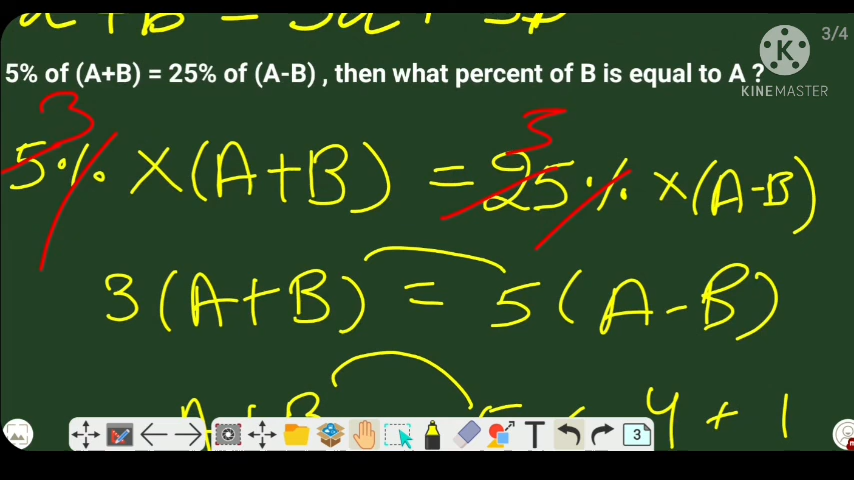 3/4
KINEMASTER
5% of (A+B) = 25% of (A-B) , then what percent of B is equal to A ?
3 3
5% × (A+B) = 25% × (A-B)
3 (A+B) = 5 (A-B)
4 + 1
T 3